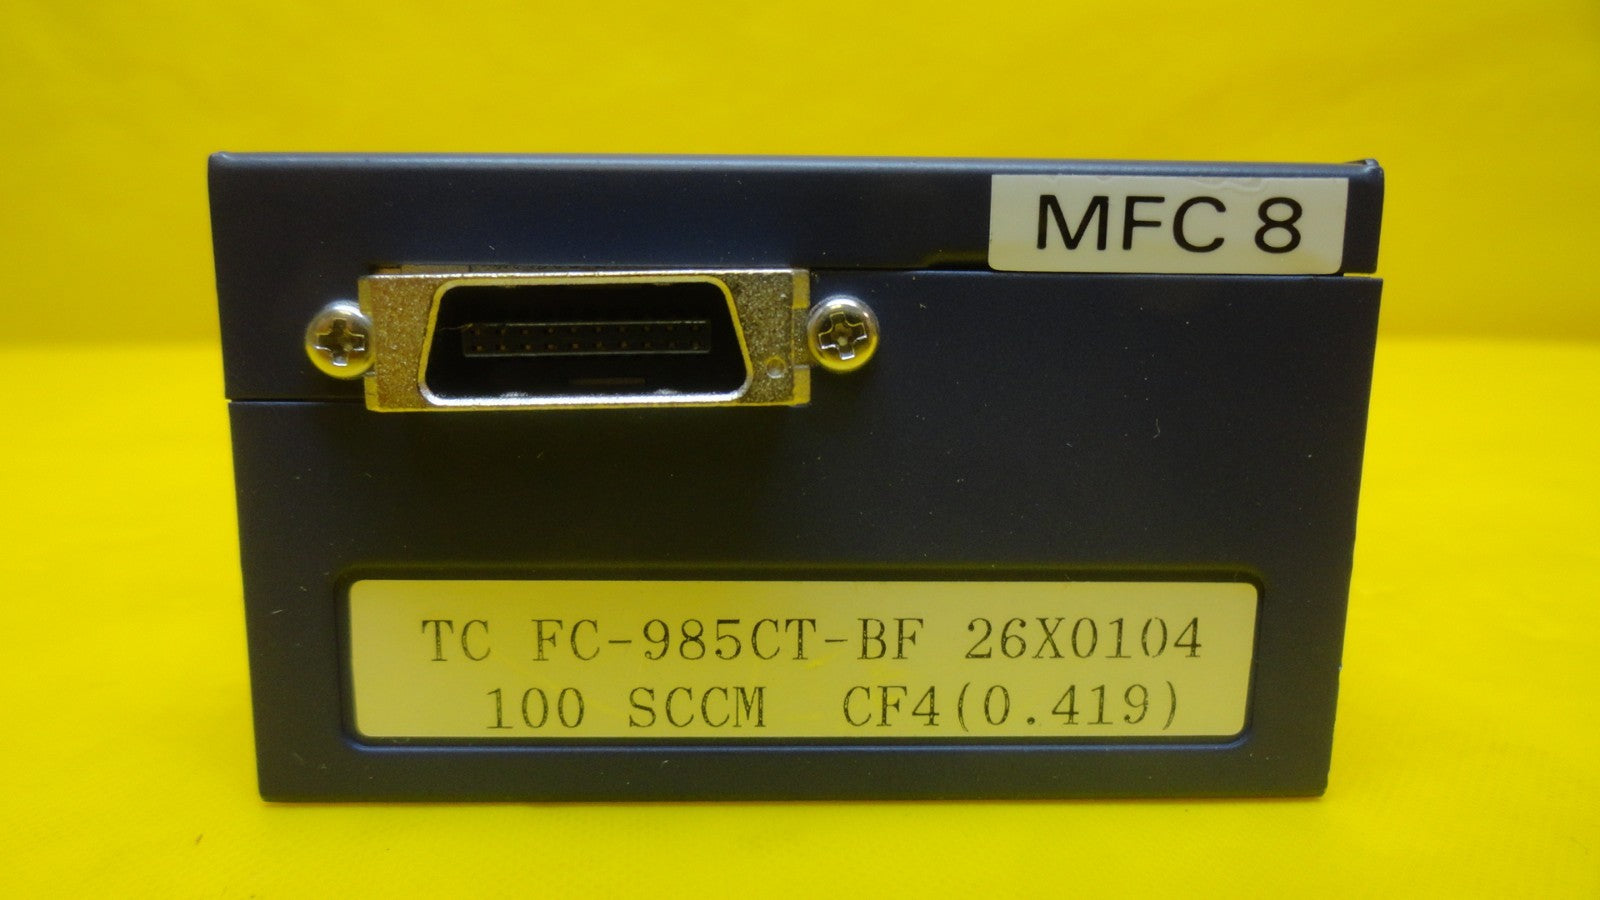 MFC 8
TC FC-985CT-BF 26X0104
100 SCCM CF4(0.419)